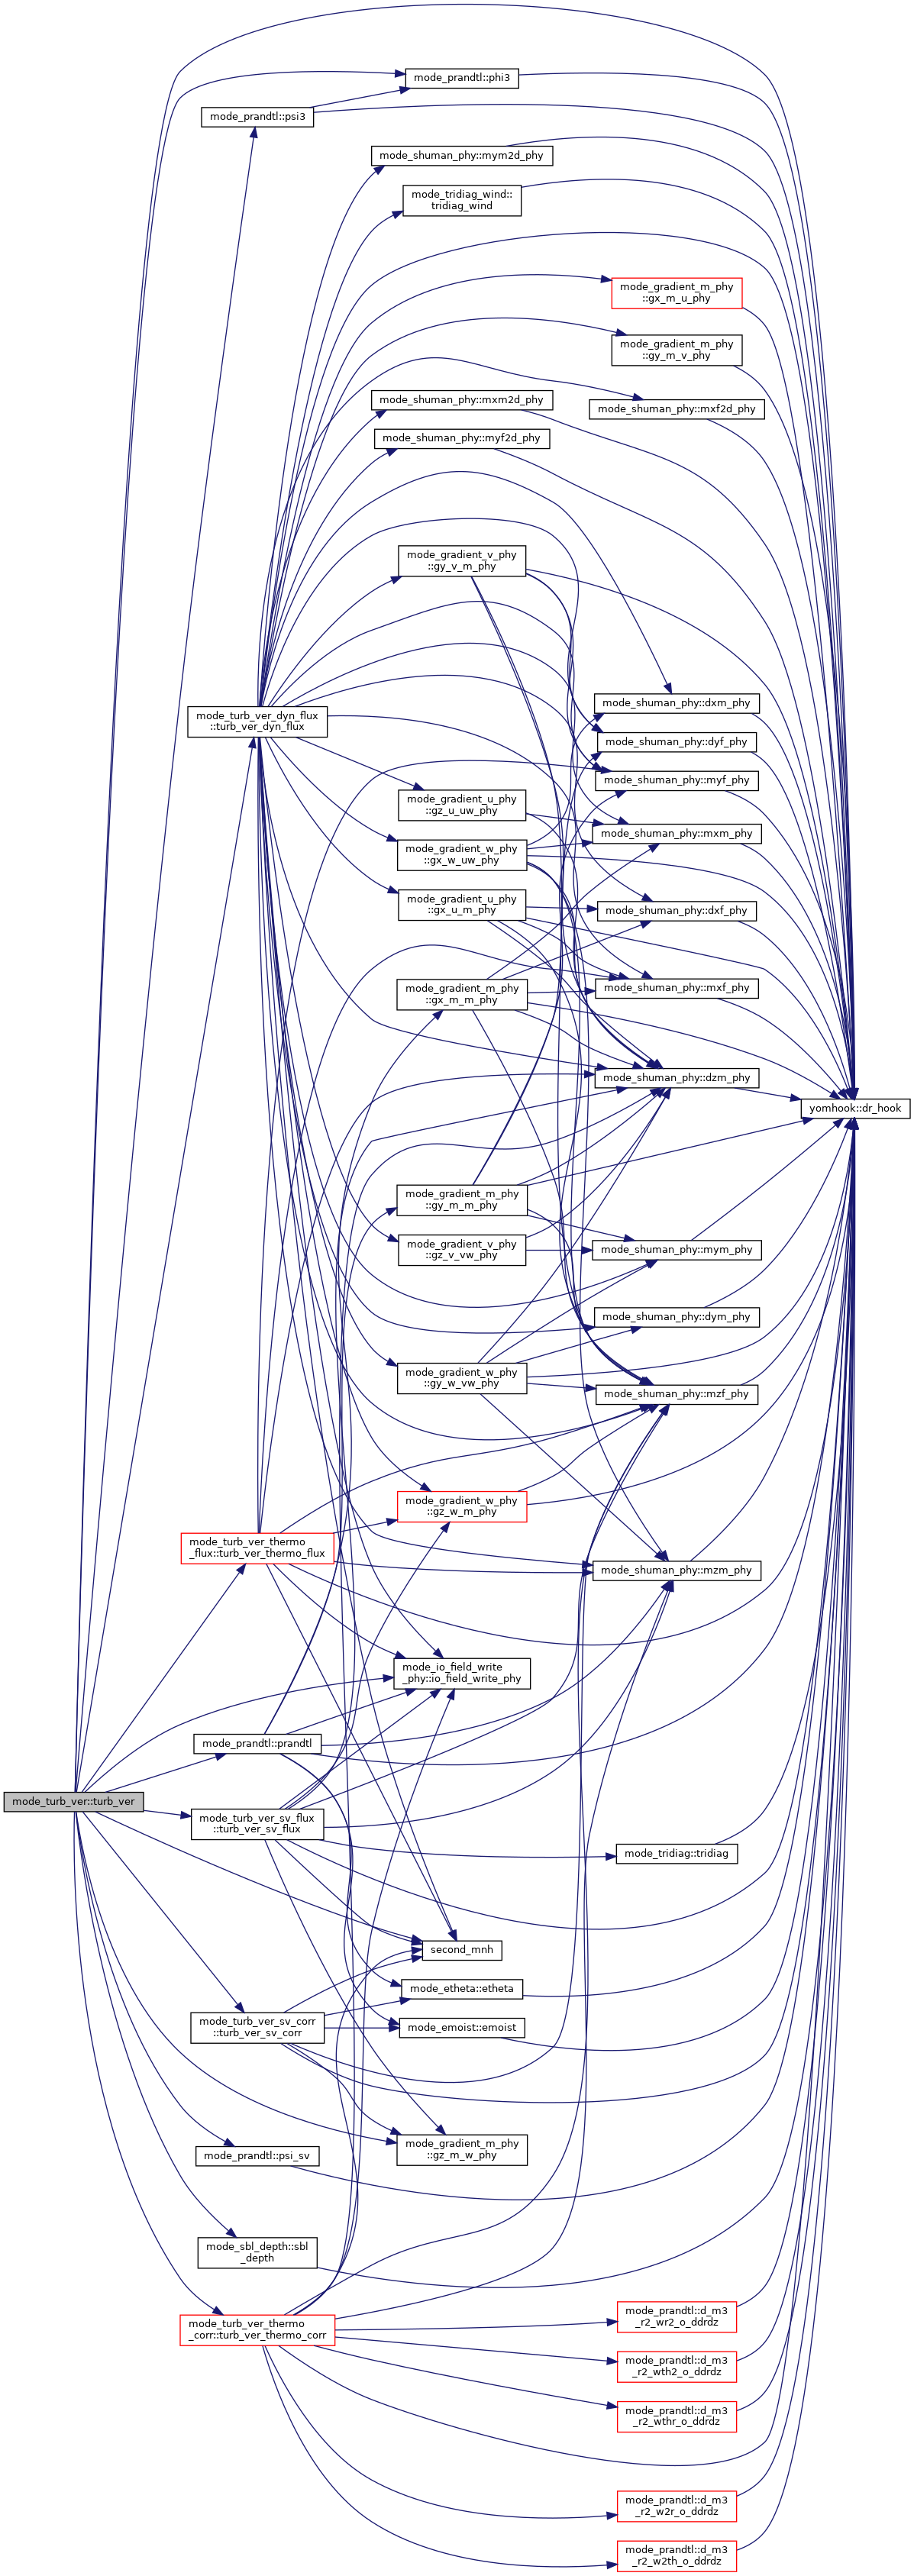 mode_prandtl::phi3
mode_prandtl::psi3
mode_shuman_phy::mym2d_phy
mode_tridiag_wind::
tridiag_wind
mode_gradient_m_phy
::gx_m_u_phy
mode_gradient_m_phy
::gy_m_v_phy
mode_shuman_phy::mxm2d_phy
mode_shuman_phy::mxf2d_phy
mode_shuman_phy::myf2d_phy
mode_gradient_v_phy
::gy_v_m_phy
mode_shuman_phy::dxm_phy
mode_turb_ver_dyn_flux
::turb_ver_dyn_flux
mode_shuman_phy::dyf_phy
mode_shuman_phy::myf_phy
mode_gradient_u_phy
::gz_u_uw_phy
mode_shuman_phy::mxm_phy
mode_gradient_w_phy
::gx_w_uw_phy
mode_gradient_u_phy
::gx_u_m_phy
mode_shuman_phy::dxf_phy
mode_gradient_m_phy
::gx_m_m_phy
mode_shuman_phy::mxf_phy
mode_shuman_phy::dzm_phy
yomhook::dr_hook
mode_gradient_m_phy
::gy_m_m_phy
mode_gradient_v_phy
::gz_v_vw_phy
mode_shuman_phy::mym_phy
mode_shuman_phy::dym_phy
mode_gradient_w_phy
::gy_w_vw_phy
mode_shuman_phy::mzf_phy
mode_gradient_w_phy
::gz_w_m_phy
mode_turb_ver_thermo
_flux::turb_ver_thermo_flux
mode_shuman_phy::mzm_phy
mode_io_field_write
_phy::io_field_write_phy
mode_prandtl::prandtl
mode_turb_ver::turb_ver
mode_turb_ver_sv_flux
::turb_ver_sv_flux
mode_tridiag::tridiag
second_mnh
mode_etheta::etheta
mode_turb_ver_sv_corr
::turb_ver_sv_corr
mode_emoist::emoist
mode_gradient_m_phy
::gz_m_w_phy
mode_prandtl::psi_sv
mode_sbl_depth::sbl
_depth
mode_turb_ver_thermo
_corr::turb_ver_thermo_corr
mode_prandtl::d_m3
_r2_wr2_o_ddrdz
mode_prandtl::d_m3
_r2_wth2_o_ddrdz
mode_prandtl::d_m3
_r2_wthr_o_ddrdz
mode_prandtl::d_m3
_r2_w2r_o_ddrdz
mode_prandtl::d_m3
_r2_w2th_o_ddrdz